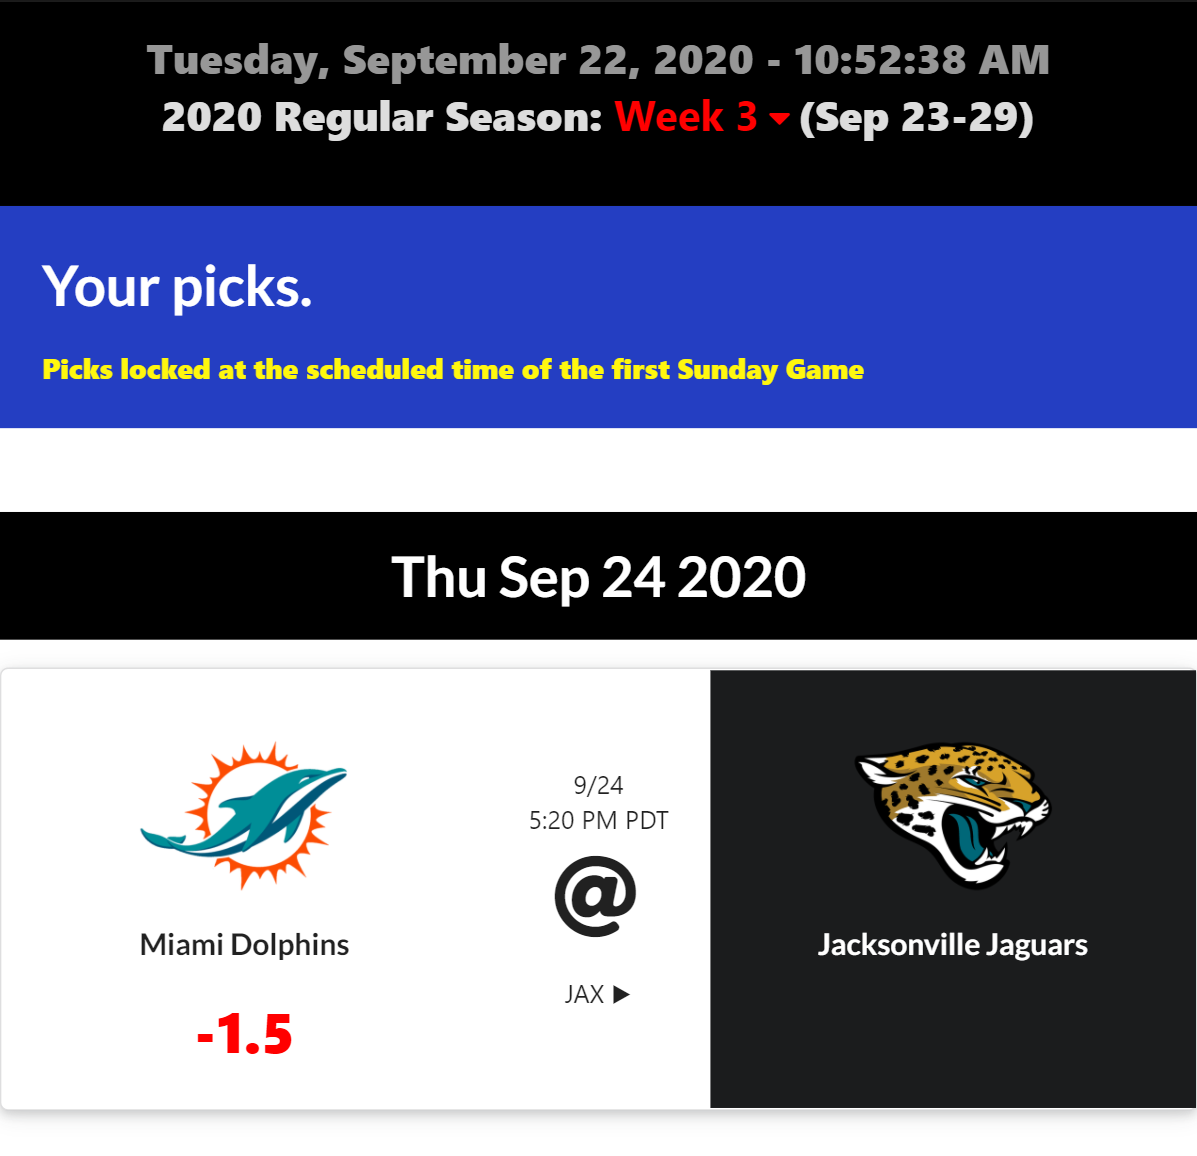 Tuesday, September 22, 2020 - 10:52:38 AM
2020 Regular Season: Week 3 (Sep 23-29)
Your picks.
Picks locked at the scheduled time of the first Sunday Game
Thu Sep 24 2020
9/24
5:20 PM PDT
@
Miami Dolphins
Jacksonville Jaguars
JAX ▶
-1.5